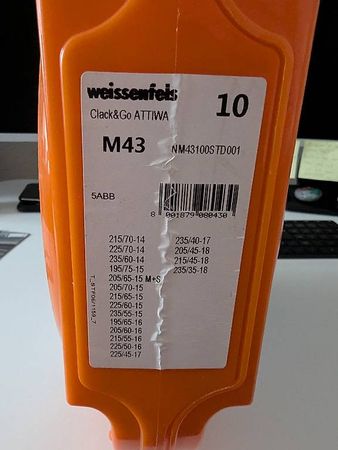 weissenfels
Clack&Go ATTIWA
10
M43
NM43100STD001
5ABB
8 001879 000430
215/70-14
225/70-14
235/60-14
195/75-15
205/65-15 M+S
205/70-15
215/65-15
225/60-15
235/55-15
195/65-16
205/60-16
215/55-16
225/50-16
225/45-17
235/40-17
205/45-18
215/45-18
235/35-18